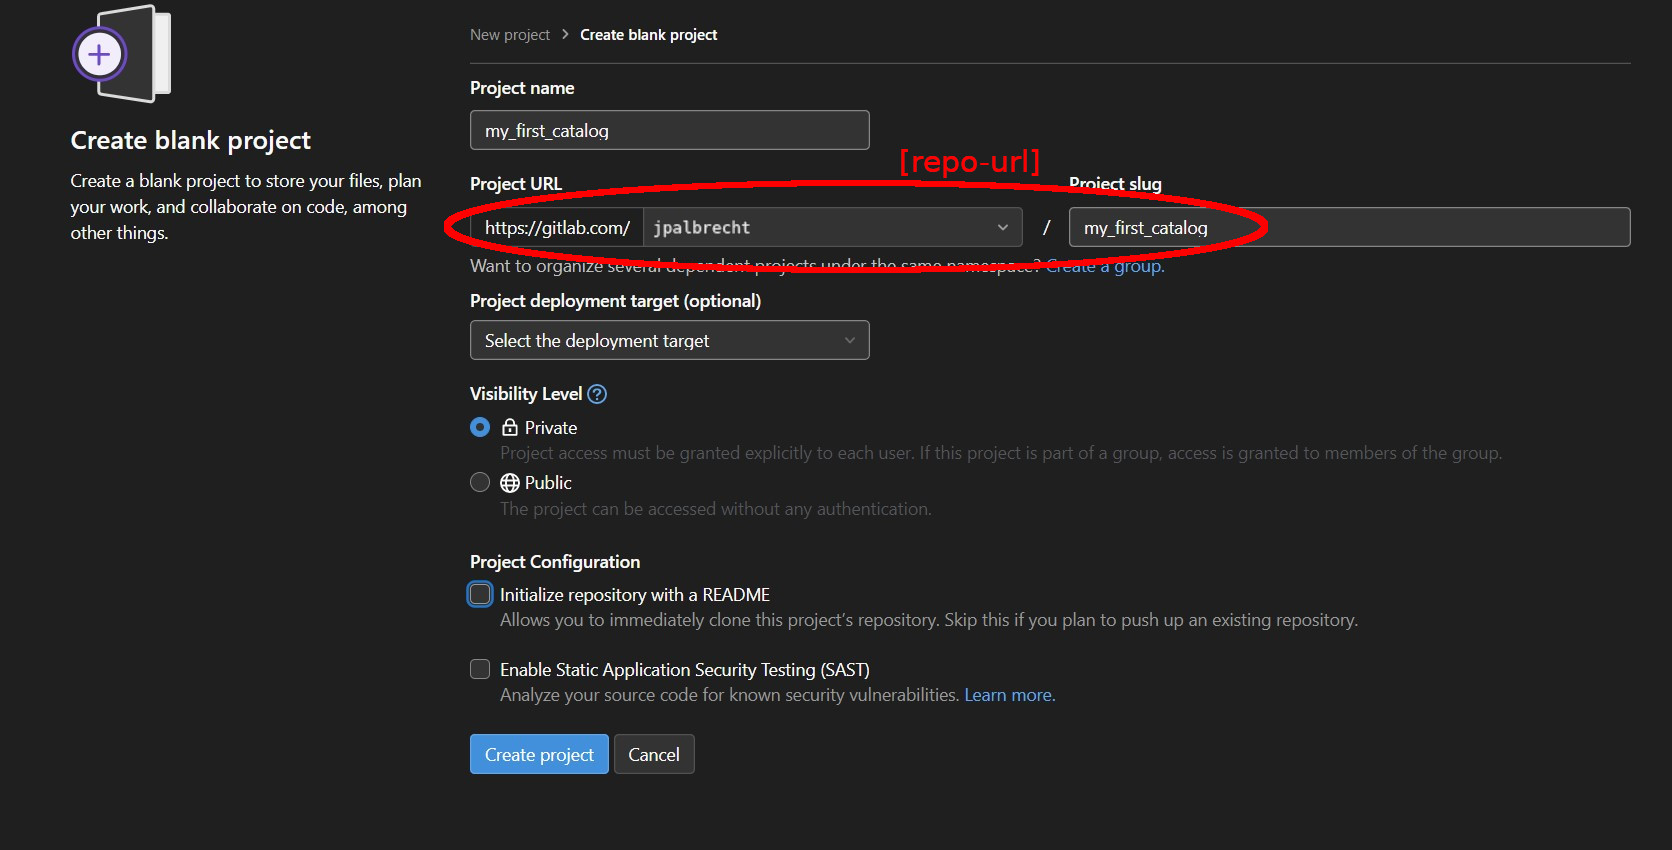 New project > Create blank project
Create blank project
Create a blank project to store your files, plan
your work, and collaborate on code, among
other things.
Project name
my_first_catalog
[repo-url]
Project URL
Project slug
https://gitlab.com/ jpalbrecht / my_first_catalog
Want to organize several dependent projects under the same namespace? Create a group.
Project deployment target (optional)
Select the deployment target
Visibility Level ?
Private
Project access must be granted explicitly to each user. If this project is part of a group, access is granted to members of the group.
Public
The project can be accessed without any authentication.
Project Configuration
Initialize repository with a README
Allows you to immediately clone this project's repository. Skip this if you plan to push up an existing repository.
Enable Static Application Security Testing (SAST)
Analyze your source code for known security vulnerabilities. Learn more.
Create project
Cancel